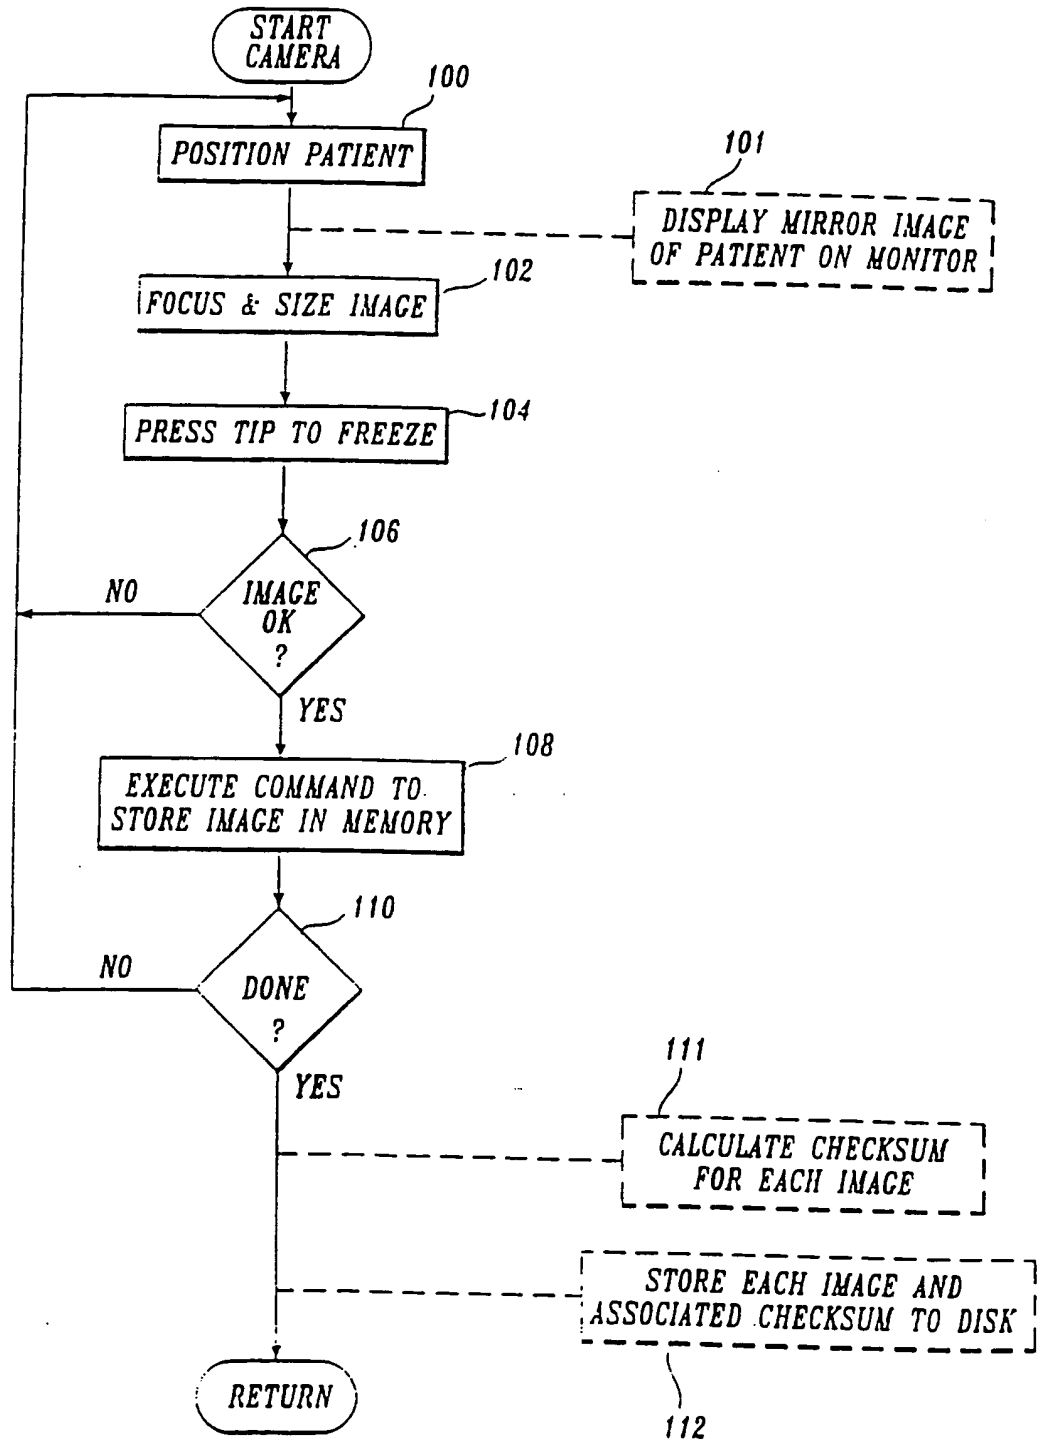 START
CAMERA
100
POSITION PATIENT
101
DISPLAY MIRROR IMAGE
OF PATIENT ON MONITOR
102
FOCUS & SIZE IMAGE
104
PRESS TIP TO FREEZE
106
IMAGE
OK
?
NO
YES
108
EXECUTE COMMAND TO
STORE IMAGE IN MEMORY
110
DONE
?
NO
YES
111
CALCULATE CHECKSUM
FOR EACH IMAGE
STORE EACH IMAGE AND
ASSOCIATED CHECKSUM TO DISK
112
RETURN